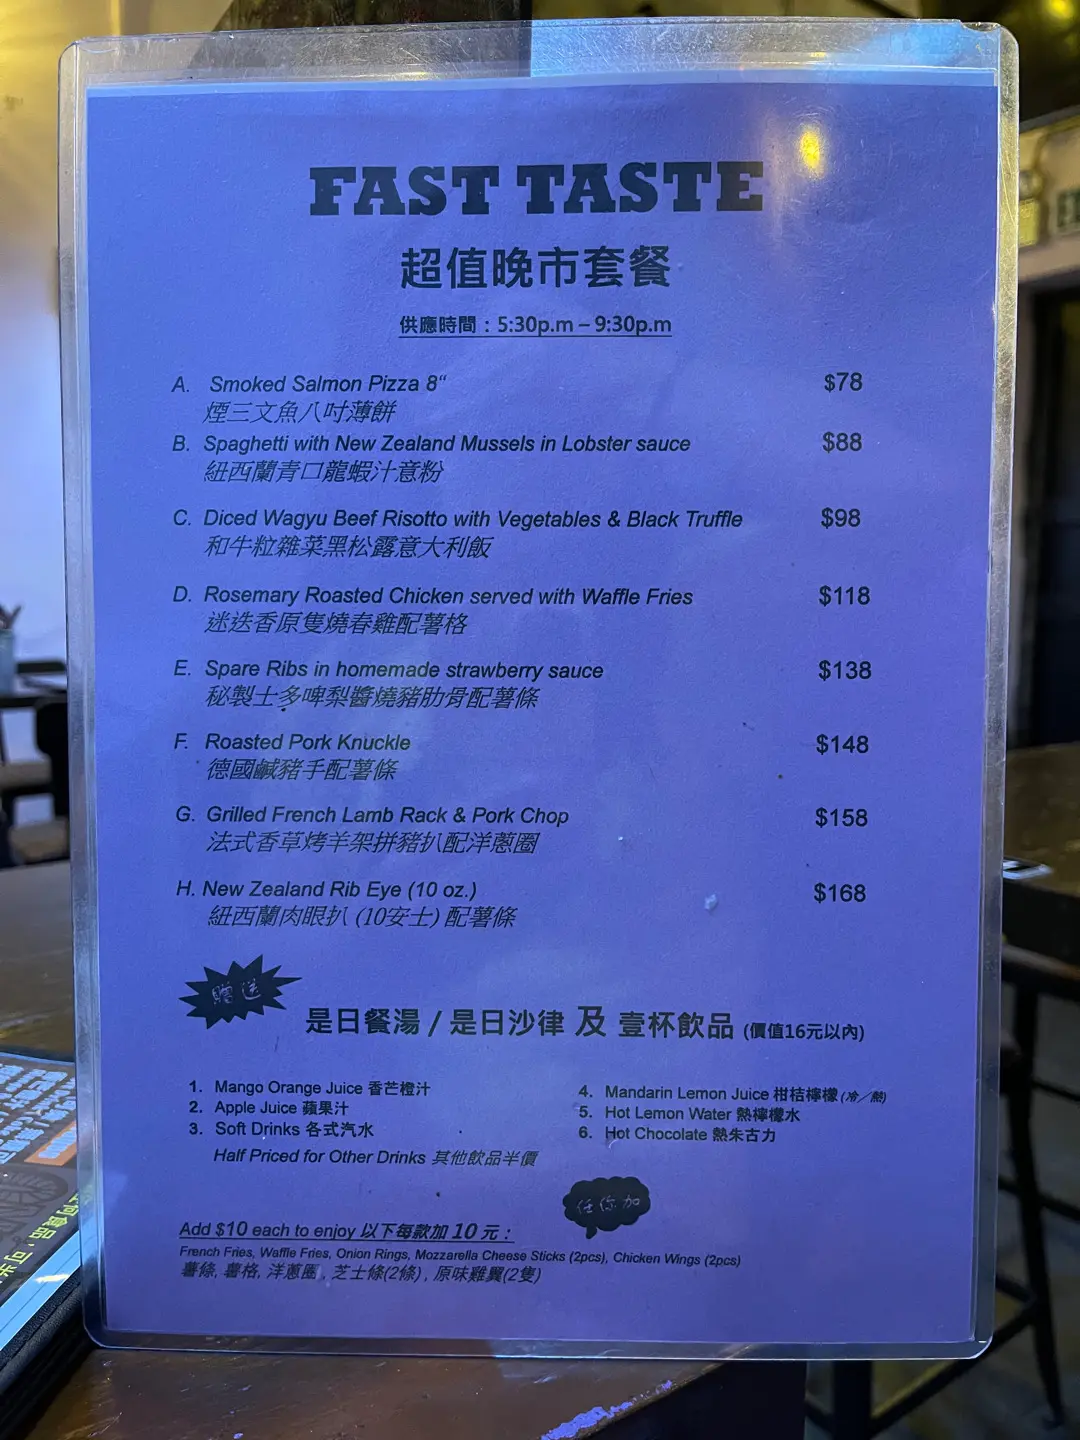 FAST TASTE
超值晚市套餐
供應時間：5:30p.m – 9:30p.m
A. Smoked Salmon Pizza 8“ $78
煙三文魚八吋薄餅
B. Spaghetti with New Zealand Mussels in Lobster sauce $88
紐西蘭青口龍蝦汁意粉
C. Diced Wagyu Beef Risotto with Vegetables & Black Truffle $98
和牛粒雜菜黑松露意大利飯
D. Rosemary Roasted Chicken served with Waffle Fries $118
迷迭香原隻燒春雞配薯格
E. Spare Ribs in homemade strawberry sauce $138
秘製士多啤梨醬燒豬肋骨配薯條
F. Roasted Pork Knuckle $148
德國鹹豬手配薯條
G. Grilled French Lamb Rack & Pork Chop $158
法式香草烤羊架拼豬扒配洋蔥圈
H. New Zealand Rib Eye (10 oz.) $168
紐西蘭肉眼扒 (10安士) 配薯條
贈送
是日餐湯 / 是日沙律 及 壹杯飲品 (價值16元以內)
1. Mango Orange Juice 香芒橙汁
2. Apple Juice 蘋果汁
3. Soft Drinks 各式汽水
Half Priced for Other Drinks 其他飲品半價
4. Mandarin Lemon Juice 柑桔檸檬 (冷／熱)
5. Hot Lemon Water 熱檸檬水
6. Hot Chocolate 熱朱古力
任你加
Add $10 each to enjoy 以下每款加 10 元：
French Fries, Waffle Fries, Onion Rings, Mozzarella Cheese Sticks (2pcs), Chicken Wings (2pcs)
薯條, 薯格, 洋蔥圈 , 芝士條(2條) , 原味雞翼(2隻)